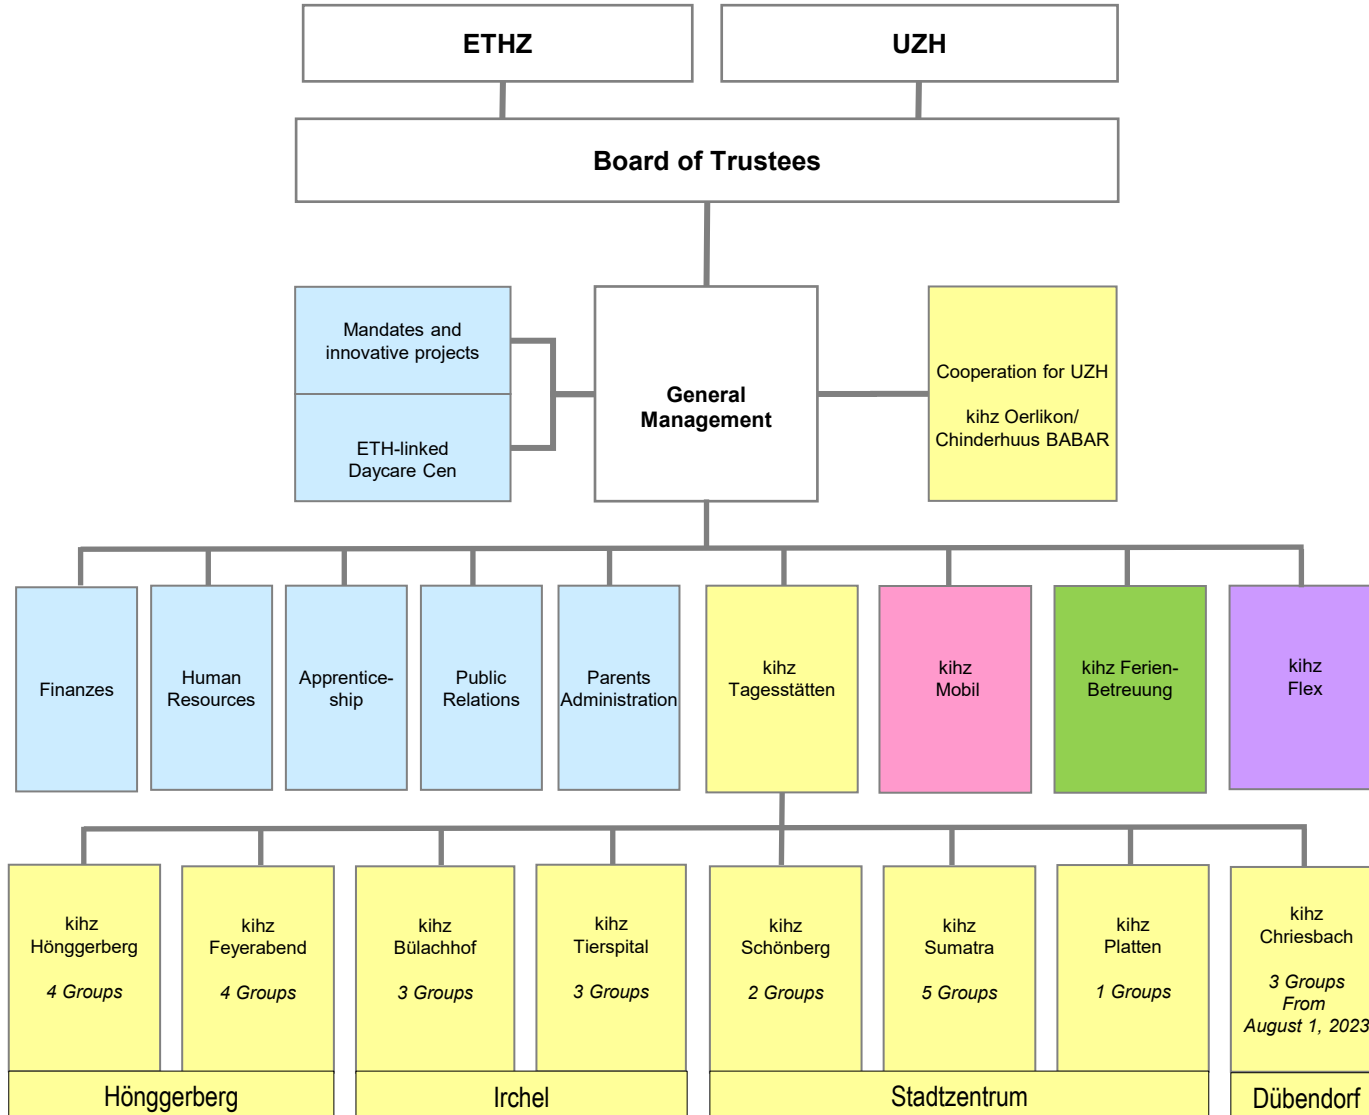 ETHZ
UZH
Board of Trustees
Mandates and
innovative projects
ETH-linked
Daycare Cen
General
Management
Cooperation for UZH
kihz Oerlikon/
Chinderhuus BABAR
Finanzes
Human
Resources
Apprentice-
ship
Public
Relations
Parents
Administration
kihz
Tagesstätten
kihz
Mobil
kihz Ferien-
Betreuung
kihz
Flex
kihz
Hönggerberg
4 Groups
kihz
Feyerabend
4 Groups
kihz
Bülachhof
3 Groups
kihz
Tierspital
3 Groups
kihz
Schönberg
2 Groups
kihz
Sumatra
5 Groups
kihz
Platten
1 Groups
kihz
Chriesbach
3 Groups
From
August 1, 2023
Hönggerberg
Irchel
Stadtzentrum
Dübendorf